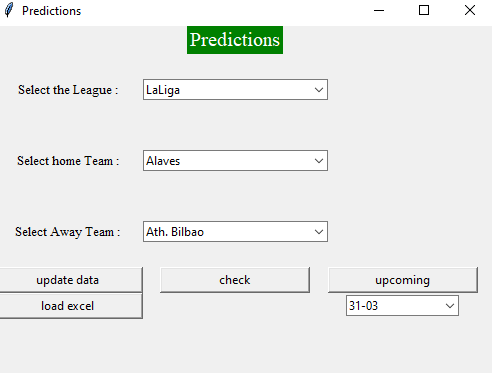 Predictions
Predictions
Select the League :
LaLiga
Select home Team :
Alaves
Select Away Team :
Ath. Bilbao
update data
check
upcoming
load excel
31-03